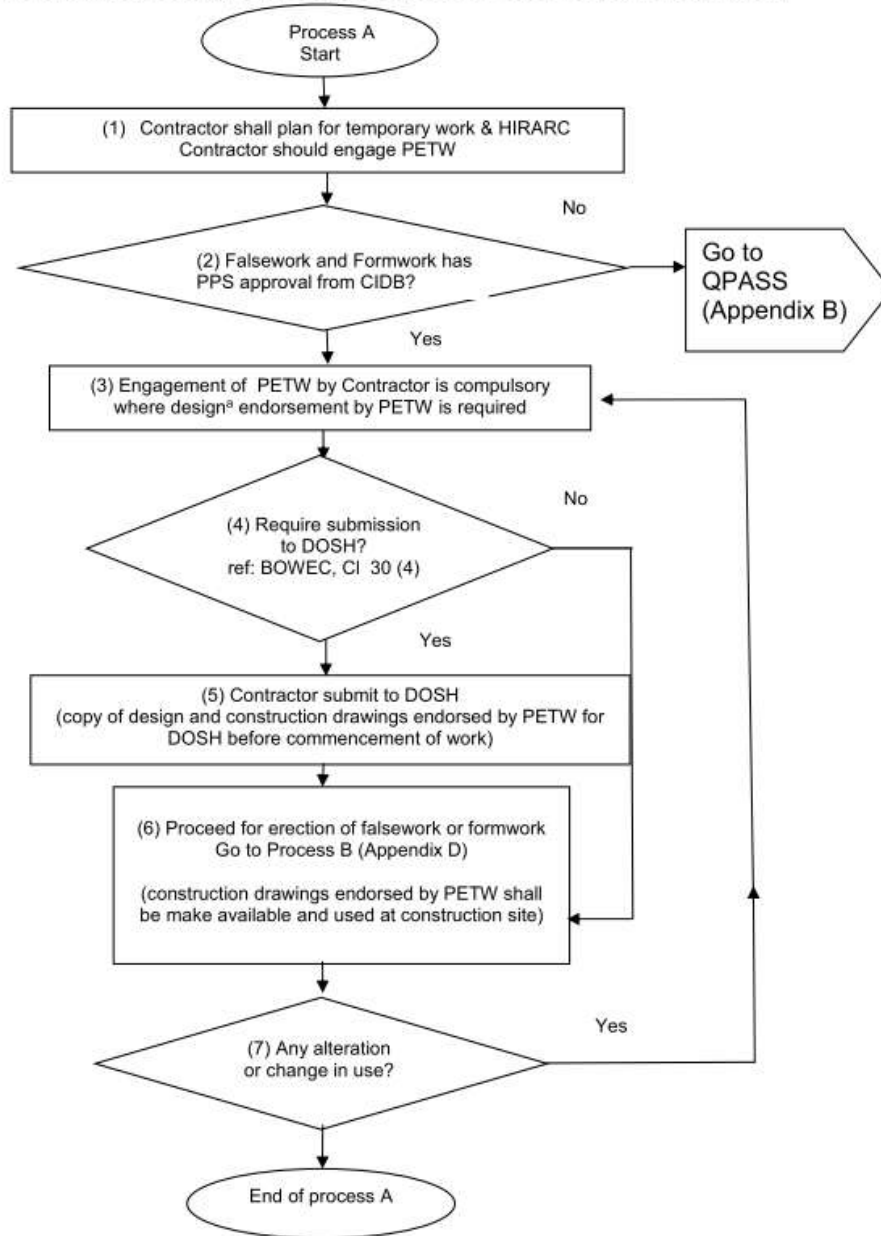 Process A
Start
(1) Contractor shall plan for temporary work & HIRARC
Contractor should engage PETW
No
(2) Falsework and Formwork has
PPS approval from CIDB?
Go to
QPASS
(Appendix B)
Yes
(3) Engagement of PETW by Contractor is compulsory
where designᵃ endorsement by PETW is required
No
(4) Require submission
to DOSH?
ref: BOWEC, Cl 30 (4)
Yes
(5) Contractor submit to DOSH
(copy of design and construction drawings endorsed by PETW for
DOSH before commencement of work)
(6) Proceed for erection of falsework or formwork
Go to Process B (Appendix D)
(construction drawings endorsed by PETW shall
be make available and used at construction site)
Yes
(7) Any alteration
or change in use?
End of process A